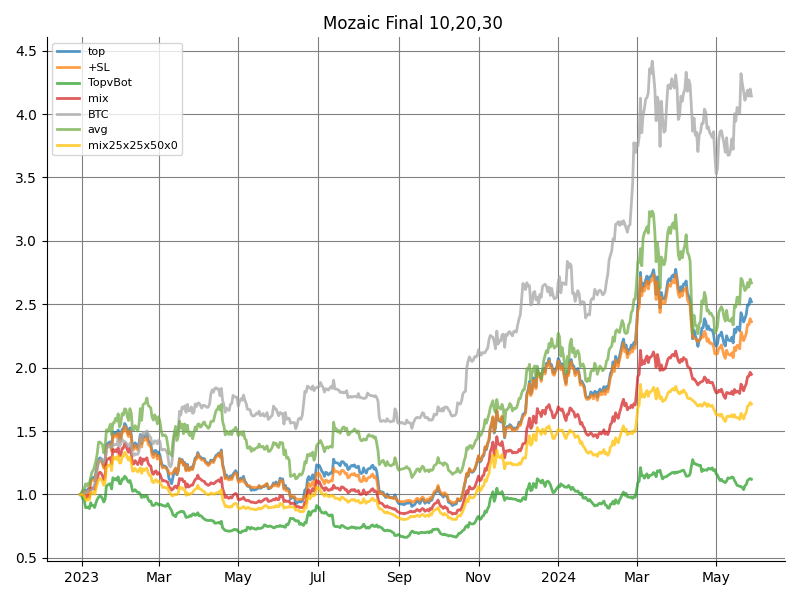 Mozaic Final 10,20,30
top
+SL
TopvBot
mix
BTC
avg
mix25x25x50x0
4.5
4.0
3.5
3.0
2.5
2.0
1.5
1.0
0.5
2023 Mar May Jul Sep Nov 2024 Mar May